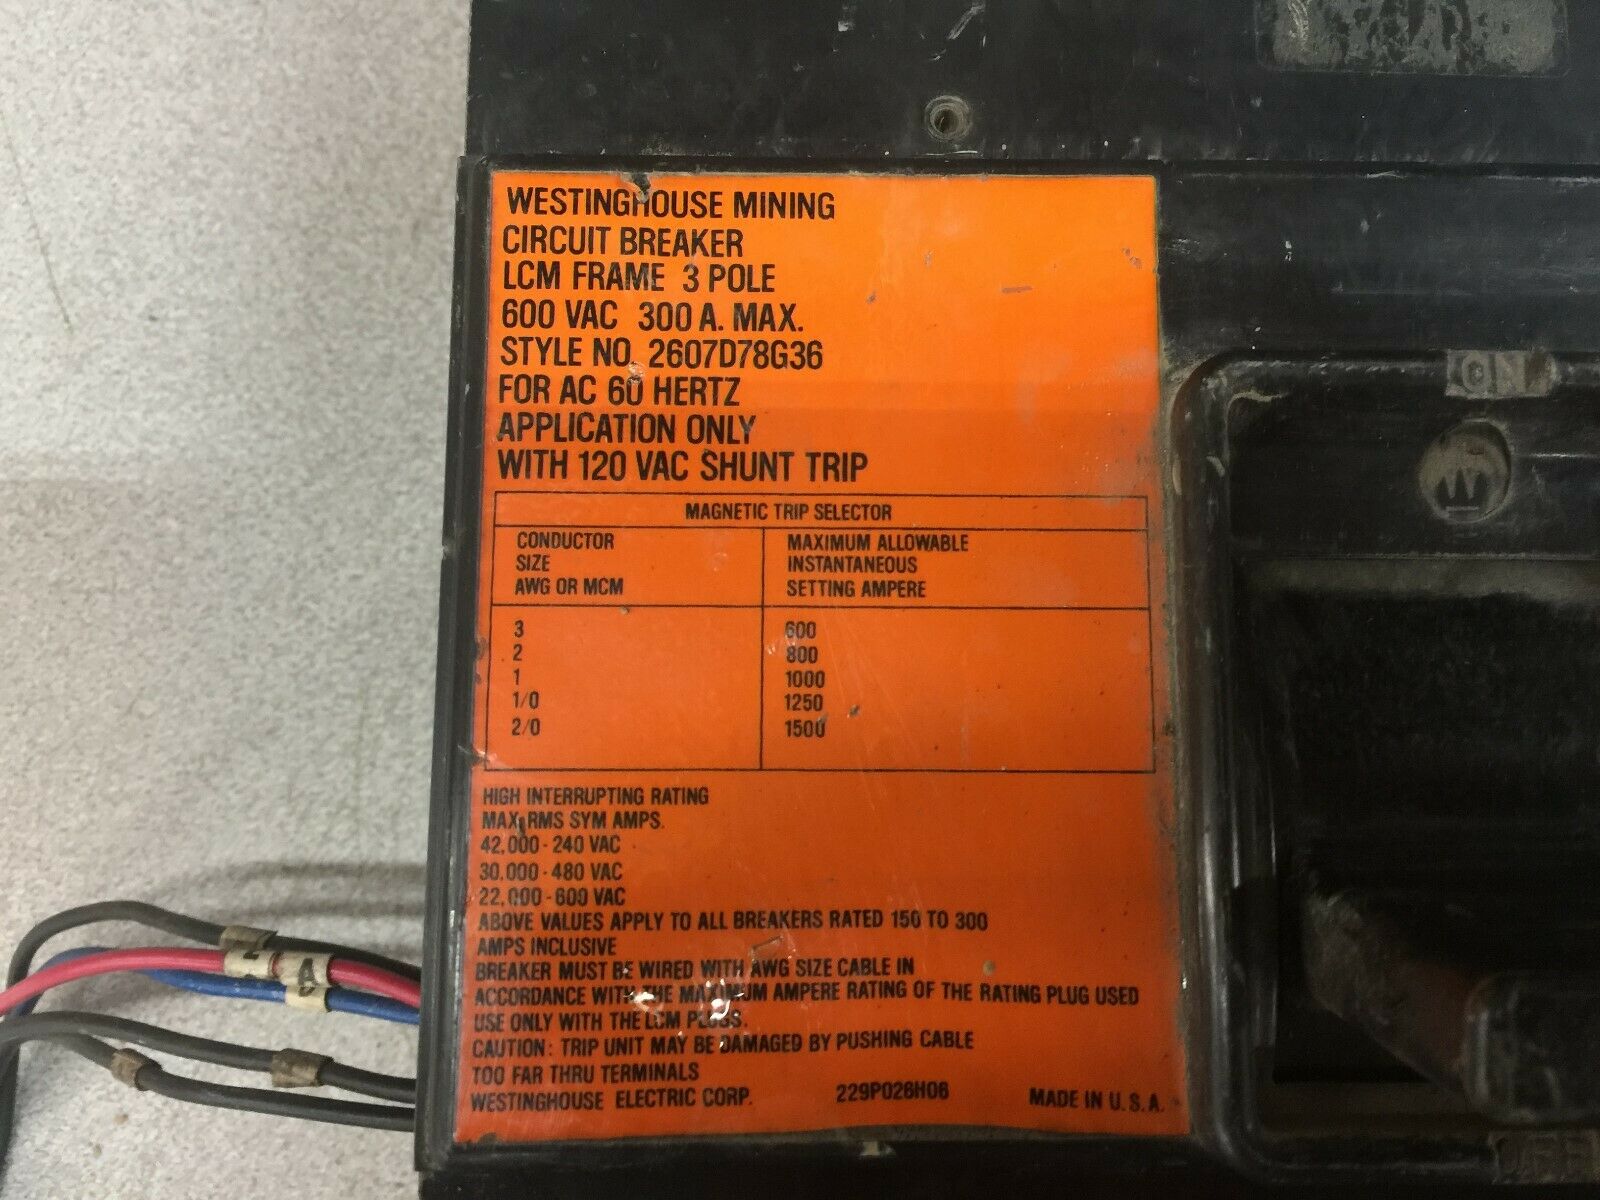 WESTINGHOUSE MINING
CIRCUIT BREAKER
LCM FRAME 3 POLE
600 VAC 300 A. MAX.
STYLE NO. 2607D78G36
FOR AC 60 HERTZ
APPLICATION ONLY
WITH 120 VAC SHUNT TRIP
MAGNETIC TRIP SELECTOR
CONDUCTOR MAXIMUM ALLOWABLE
SIZE INSTANTANEOUS
AWG OR MCM SETTING AMPERE
3 600
2 800
1 1000
1/0 1250
2/0 1500
HIGH INTERRUPTING RATING
MAX. RMS SYM AMPS.
42,000 - 240 VAC
30,000 - 480 VAC
22,000 - 600 VAC
ABOVE VALUES APPLY TO ALL BREAKERS RATED 150 TO 300
AMPS INCLUSIVE
BREAKER MUST BE WIRED WITH AWG SIZE CABLE IN
ACCORDANCE WITH THE MAXIMUM AMPERE RATING OF THE RATING PLUG USED
USE ONLY WITH THE LCM PLUGS.
CAUTION: TRIP UNIT MAY BE DAMAGED BY PUSHING CABLE
TOO FAR THRU TERMINALS
WESTINGHOUSE ELECTRIC CORP. 229P026H06 MADE IN U.S.A.
ON
W
OFF